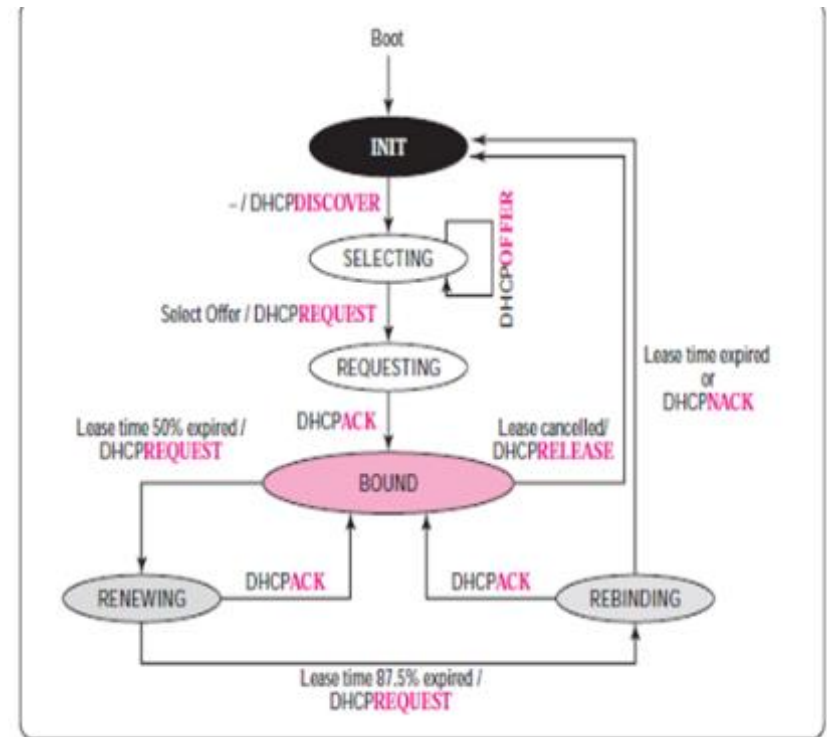 Boot
INIT
– / DHCPDISCOVER
SELECTING
DHCPOFFER
Select Offer / DHCPREQUEST
REQUESTING
Lease time expired
or
DHCPNACK
DHCPACK
Lease time 50% expired /
DHCPREQUEST
Lease cancelled/
DHCPRELEASE
BOUND
DHCPACK
DHCPACK
RENEWING
REBINDING
Lease time 87.5% expired /
DHCPREQUEST